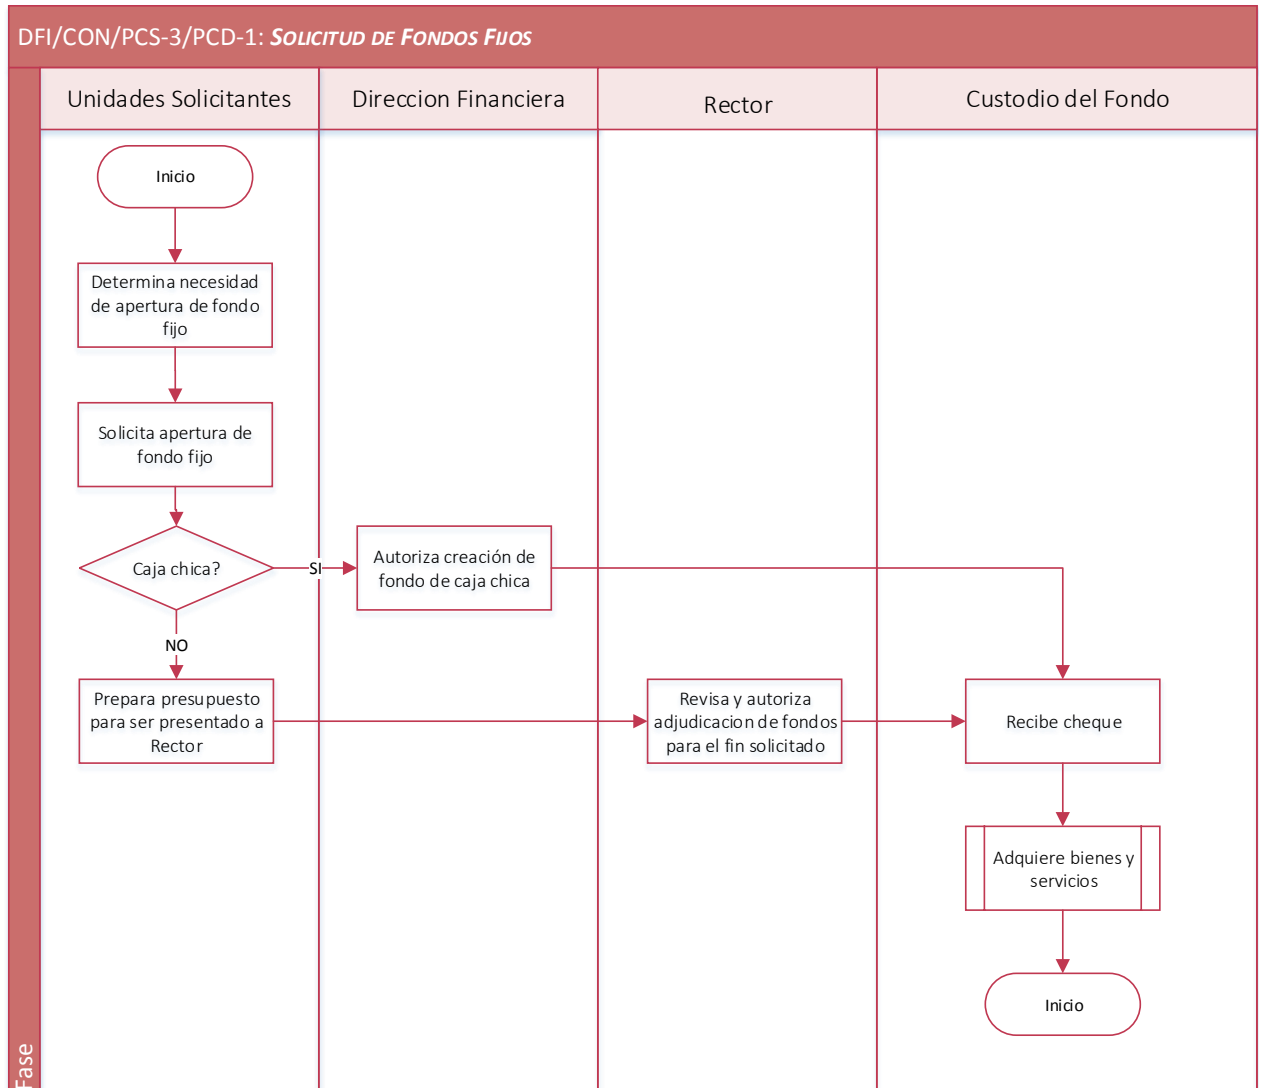 DFI/CON/PCS-3/PCD-1: SOLICITUD DE FONDOS FIJOS
Unidades Solicitantes
Direccion Financiera
Rector
Custodio del Fondo
Inicio
Determina necesidad
de apertura de fondo
fijo
Solicita apertura de
fondo fijo
Caja chica?
SI
Autoriza creación de
fondo de caja chica
NO
Prepara presupuesto
para ser presentado a
Rector
Revisa y autoriza
adjudicacion de fondos
para el fin solicitado
Recibe cheque
Adquiere bienes y
servicios
Inicio
Fase